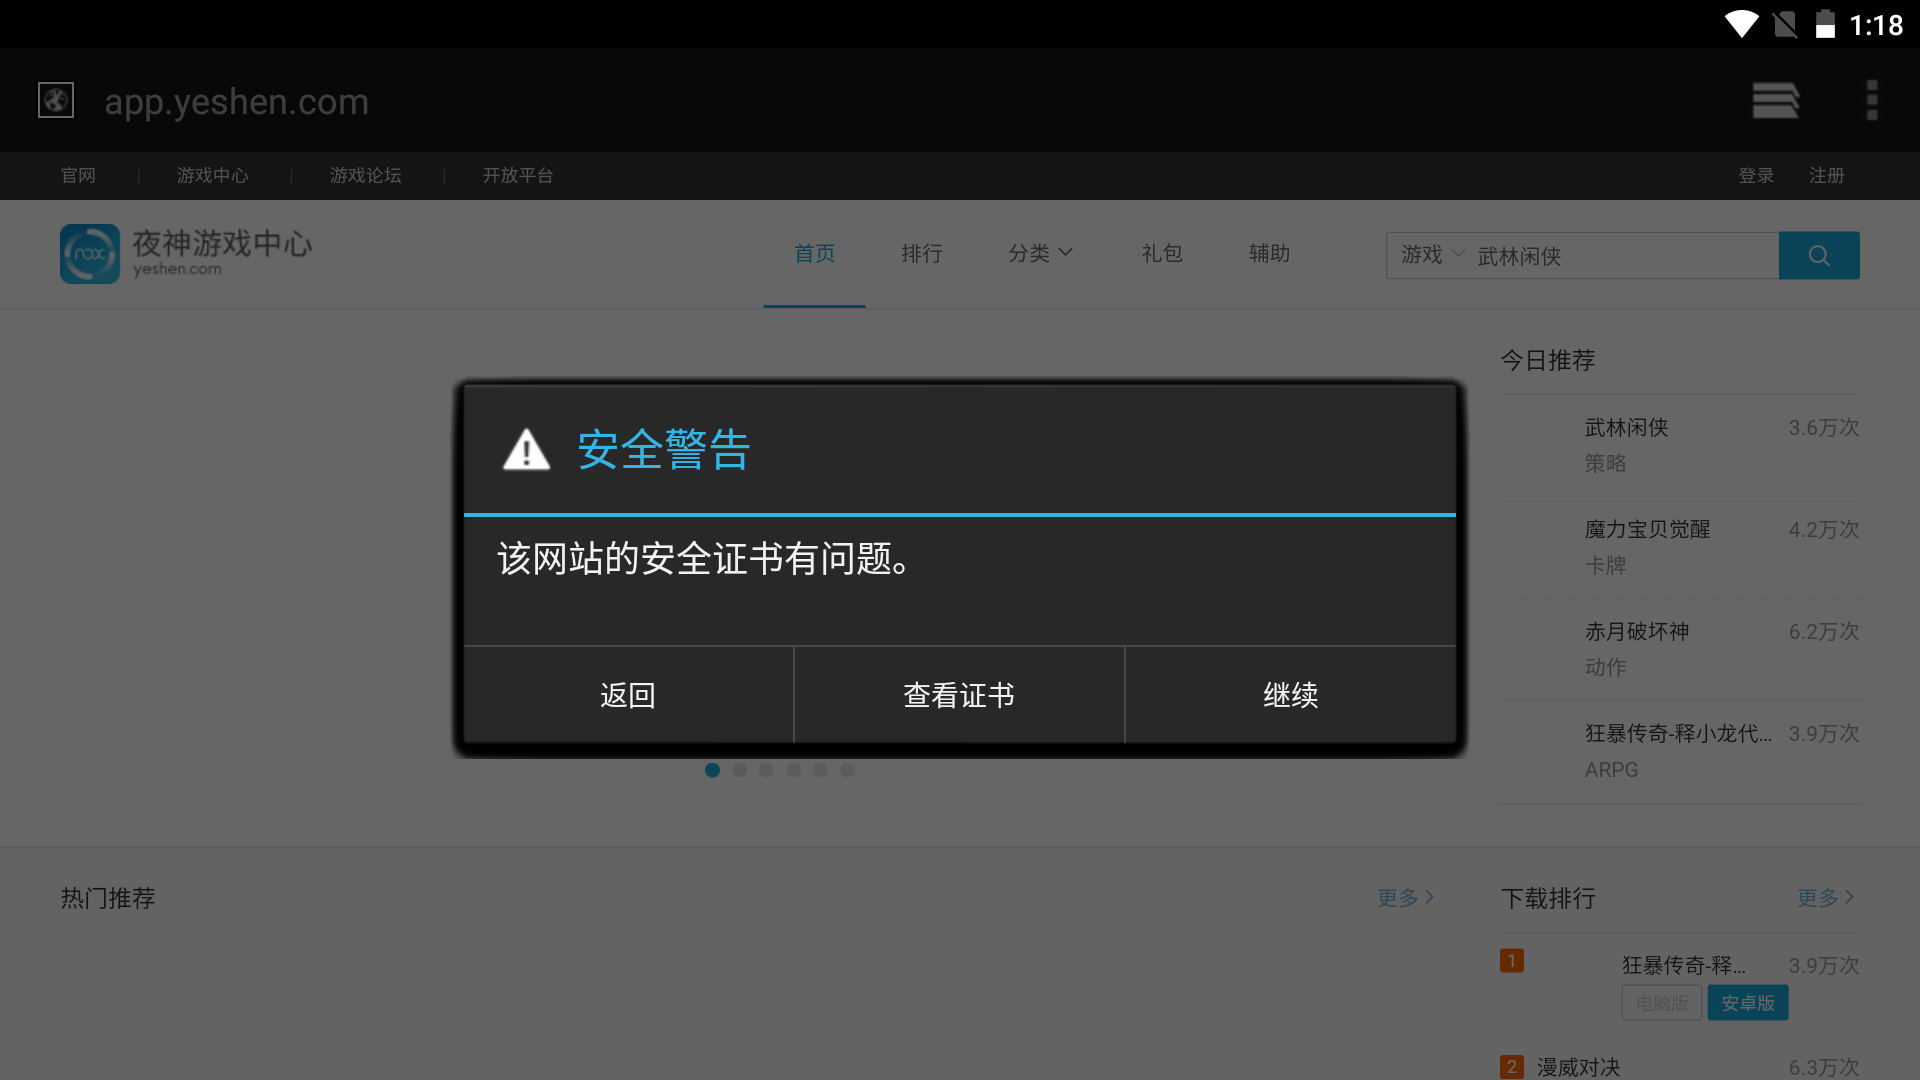 1:18
app.yeshen.com
官网 | 游戏中心 | 游戏论坛 | 开放平台 登录 注册
nox 夜神游戏中心
yeshen.com
首页 排行 分类 礼包 辅助 游戏 武林闲侠
今日推荐
武林闲侠 3.6万次
策略
魔力宝贝觉醒 4.2万次
卡牌
赤月破坏神 6.2万次
动作
狂暴传奇-释小龙代... 3.9万次
ARPG
安全警告
该网站的安全证书有问题。
返回 查看证书 继续
热门推荐 更多
下载排行 更多
1 狂暴传奇-释... 3.9万次
电脑版 安卓版
2 漫威对决 6.3万次